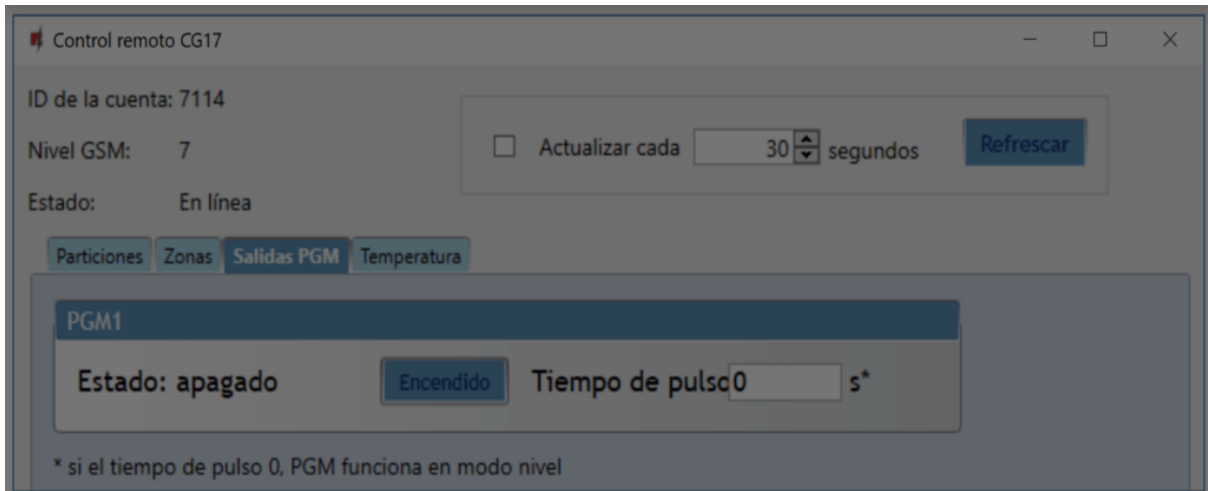 Control remoto CG17
ID de la cuenta: 7114
Nivel GSM: 7
Actualizar cada 30 segundos Refrescar
Estado: En línea
Particiones Zonas Salidas PGM Temperatura
PGM1
Estado: apagado Encendido Tiempo de pulso 0 s*
* si el tiempo de pulso 0, PGM funciona en modo nivel